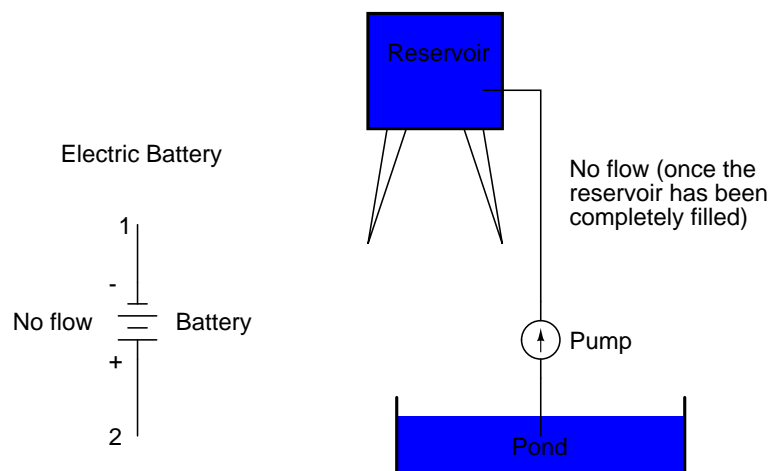 Reservoir
Electric Battery
No flow (once the
reservoir has been
completely filled)
1
-
No flow
Battery
+
2
Pump
Pond